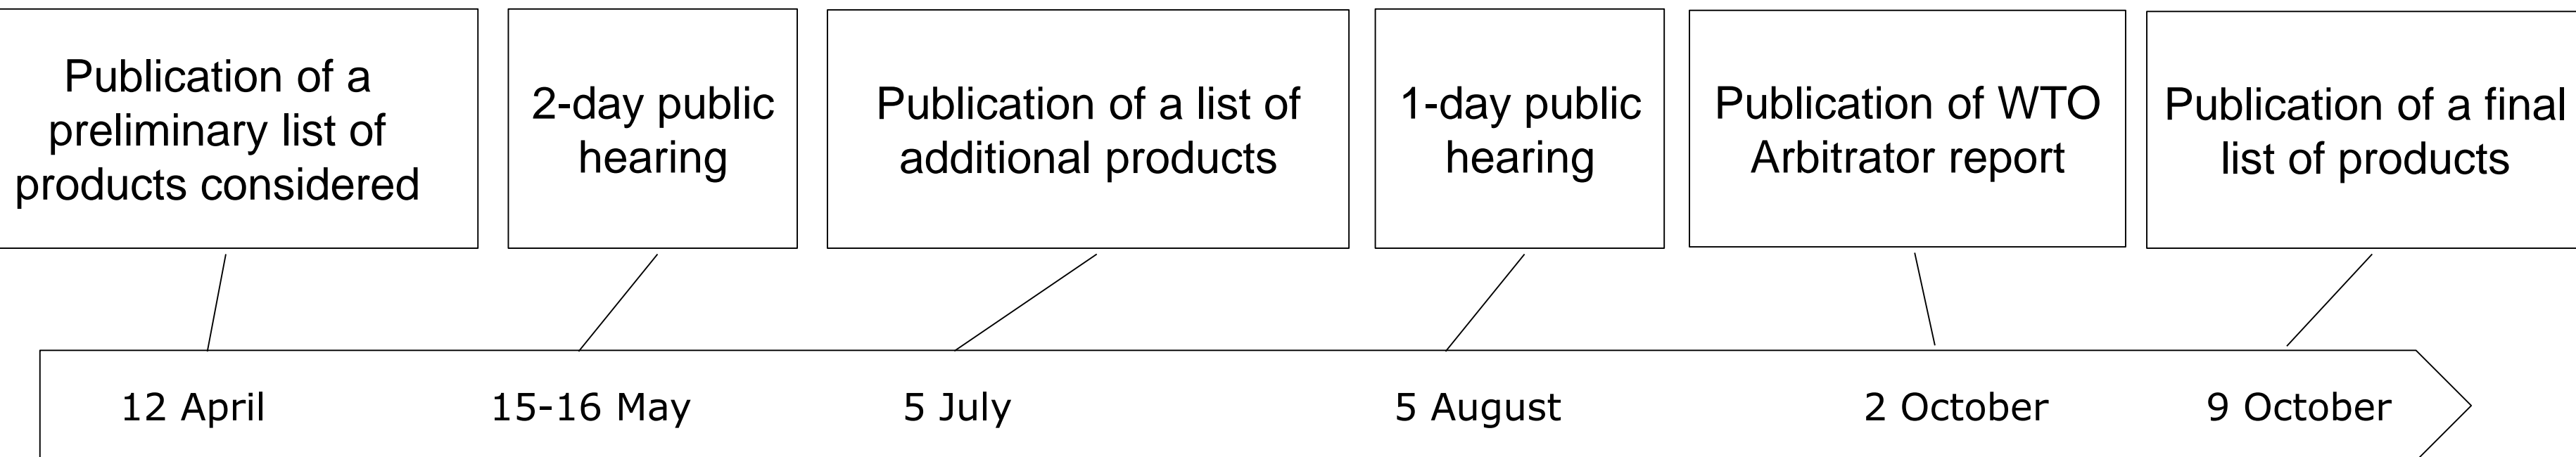 Publication of a
preliminary list of
products considered
2-day public
hearing
Publication of a list of
additional products
1-day public
hearing
Publication of WTO
Arbitrator report
Publication of a final
list of products
12 April
15-16 May
5 July
5 August
2 October
9 October